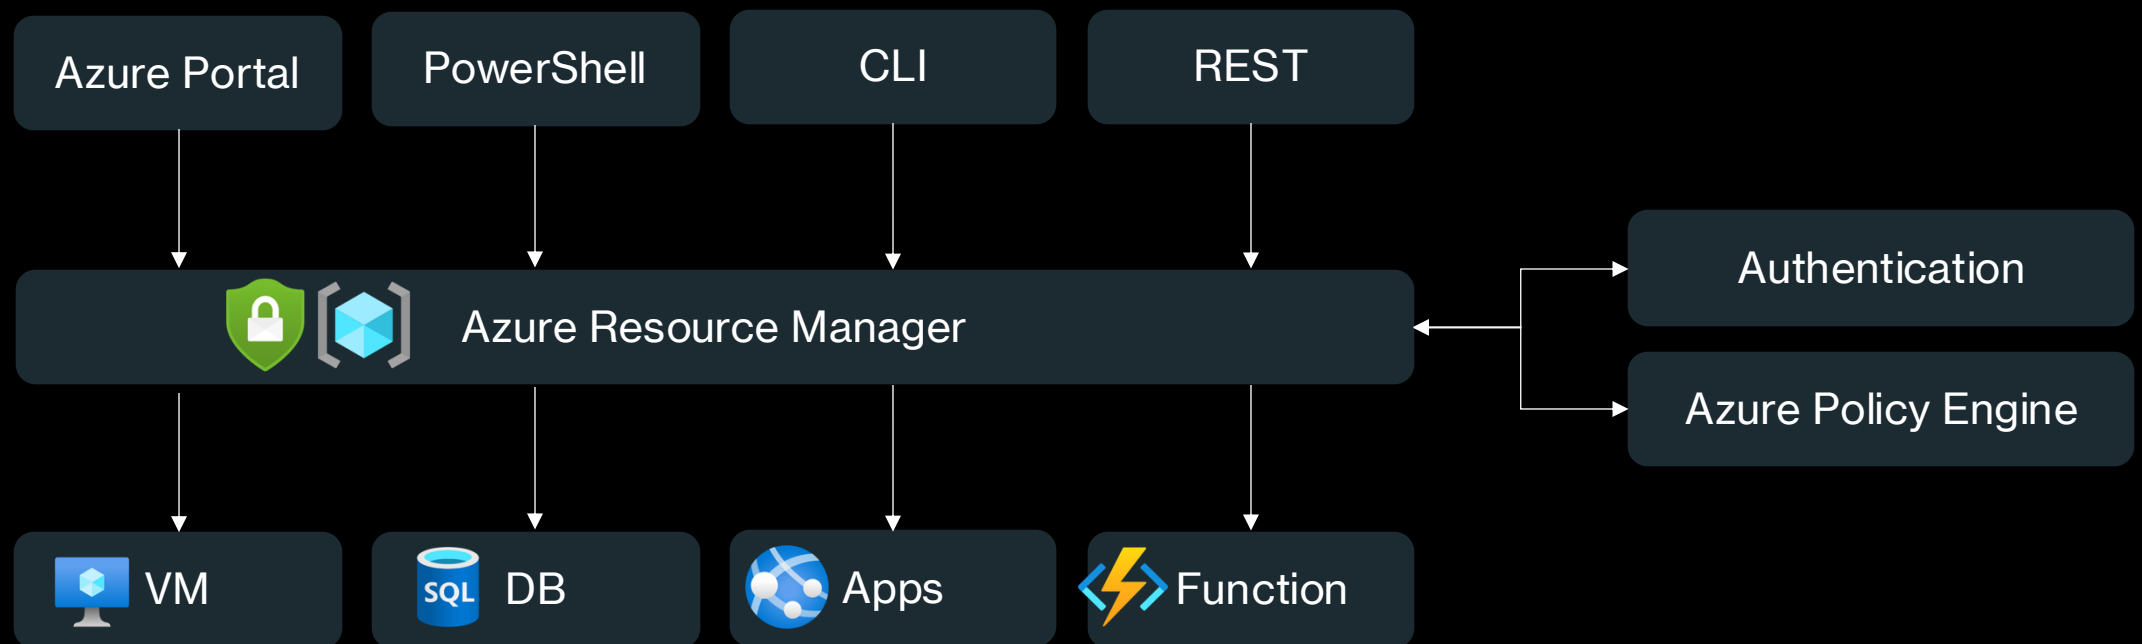 Azure Portal
PowerShell
CLI
REST
Azure Resource Manager
Authentication
Azure Policy Engine
VM
SQL
DB
Apps
Function